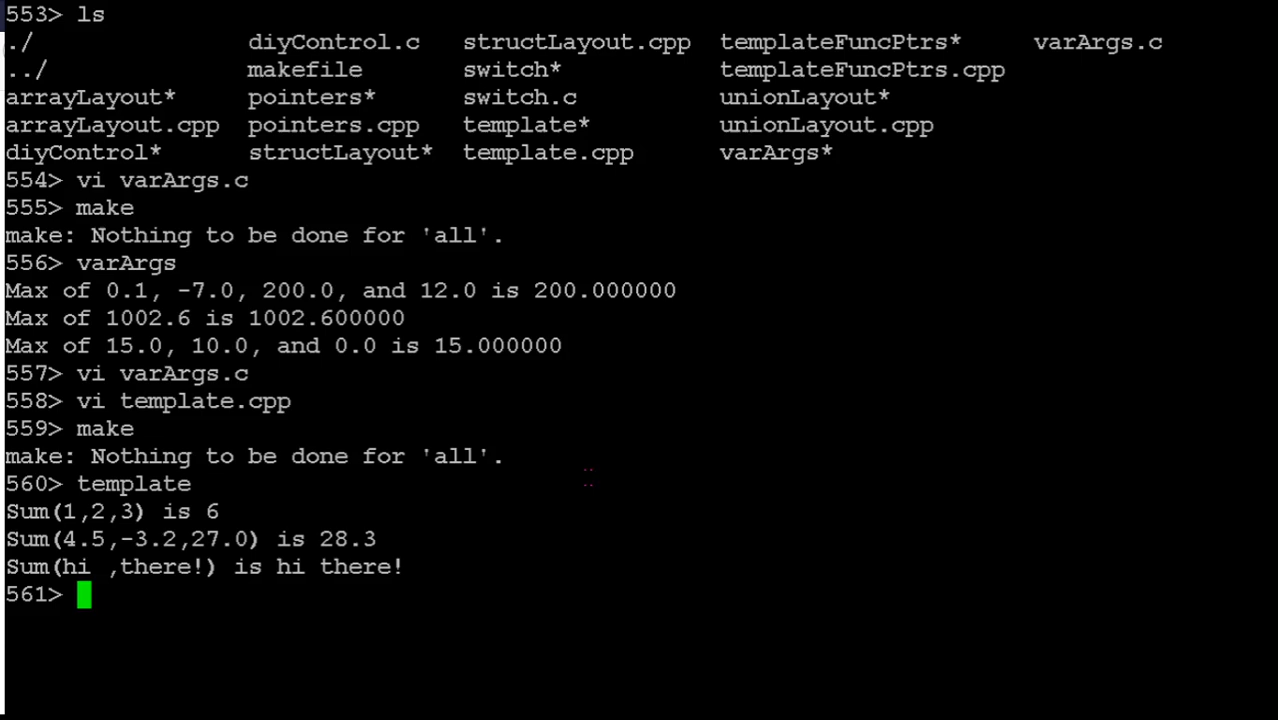 553> ls
./ diyControl.c structLayout.cpp templateFuncPtrs* varArgs.c
../ makefile switch* templateFuncPtrs.cpp
arrayLayout* pointers* switch.c unionLayout*
arrayLayout.cpp pointers.cpp template* unionLayout.cpp
diyControl* structLayout* template.cpp varArgs*
554> vi varArgs.c
555> make
make: Nothing to be done for 'all'.
556> varArgs
Max of 0.1, -7.0, 200.0, and 12.0 is 200.000000
Max of 1002.6 is 1002.600000
Max of 15.0, 10.0, and 0.0 is 15.000000
557> vi varArgs.c
558> vi template.cpp
559> make
make: Nothing to be done for 'all'.
560> template
Sum(1,2,3) is 6
Sum(4.5,-3.2,27.0) is 28.3
Sum(hi ,there!) is hi there!
561>